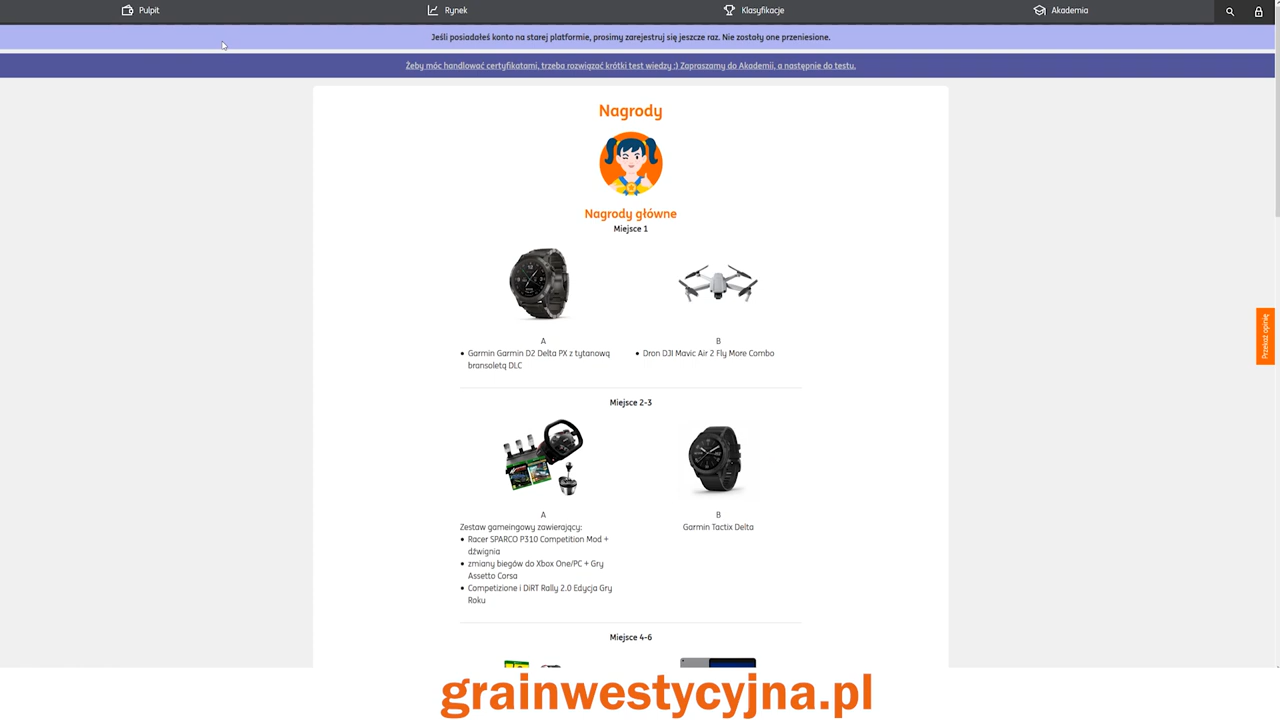 Pulpit
Rynek
Klasyfikacje
Akademia
Jeśli posiadałeś konto na starej platformie, prosimy zarejestruj się jeszcze raz. Nie zostały one przeniesione.
Żeby móc handlować certyfikatami, trzeba rozwiązać krótki test wiedzy :) Zapraszamy do Akademii, a następnie do testu.
Nagrody
Nagrody główne
Miejsce 1
A
• Garmin Garmin D2 Delta PX z tytanową
bransoletą DLC
B
• Dron DJI Mavic Air 2 Fly More Combo
Miejsce 2-3
A
Zestaw gameingowy zawierający:
• Racer SPARCO P310 Competition Mod +
dźwignia
• zmiany biegów do Xbox One/PC + Gry
Assetto Corsa
• Competizione i DiRT Rally 2.0 Edycja Gry
Roku
B
Garmin Tactix Delta
Miejsce 4-6
Przekaż opinię
grainwestycyjna.pl